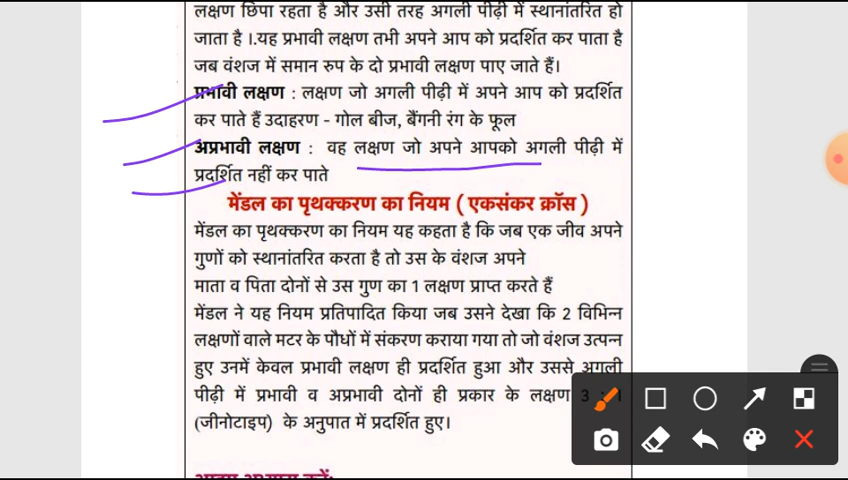 लक्षण छिपा रहता है और उसी तरह अगली पीढ़ी में स्थानांतरित हो
जाता है ।.यह प्रभावी लक्षण तभी अपने आप को प्रदर्शित कर पाता है
जब वंशज में समान रुप के दो प्रभावी लक्षण पाए जाते हैं।
प्रभावी लक्षण : लक्षण जो अगली पीढ़ी में अपने आप को प्रदर्शित
कर पाते हैं उदाहरण - गोल बीज, बैंगनी रंग के फूल
अप्रभावी लक्षण : वह लक्षण जो अपने आपको अगली पीढ़ी में
प्रदर्शित नहीं कर पाते
मेंडल का पृथक्करण का नियम ( एकसंकर क्रॉस )
मेंडल का पृथक्करण का नियम यह कहता है कि जब एक जीव अपने
गुणों को स्थानांतरित करता है तो उस के वंशज अपने
माता व पिता दोनों से उस गुण का 1 लक्षण प्राप्त करते हैं
मेंडल ने यह नियम प्रतिपादित किया जब उसने देखा कि 2 विभिन्न
लक्षणों वाले मटर के पौधों में संकरण कराया गया तो जो वंशज उत्पन्न
हुए उनमें केवल प्रभावी लक्षण ही प्रदर्शित हुआ और उससे अगली
पीढ़ी में प्रभावी व अप्रभावी दोनों ही प्रकार के लक्षण 3 : 1
(जीनोटाइप) के अनुपात में प्रदर्शित हुए।